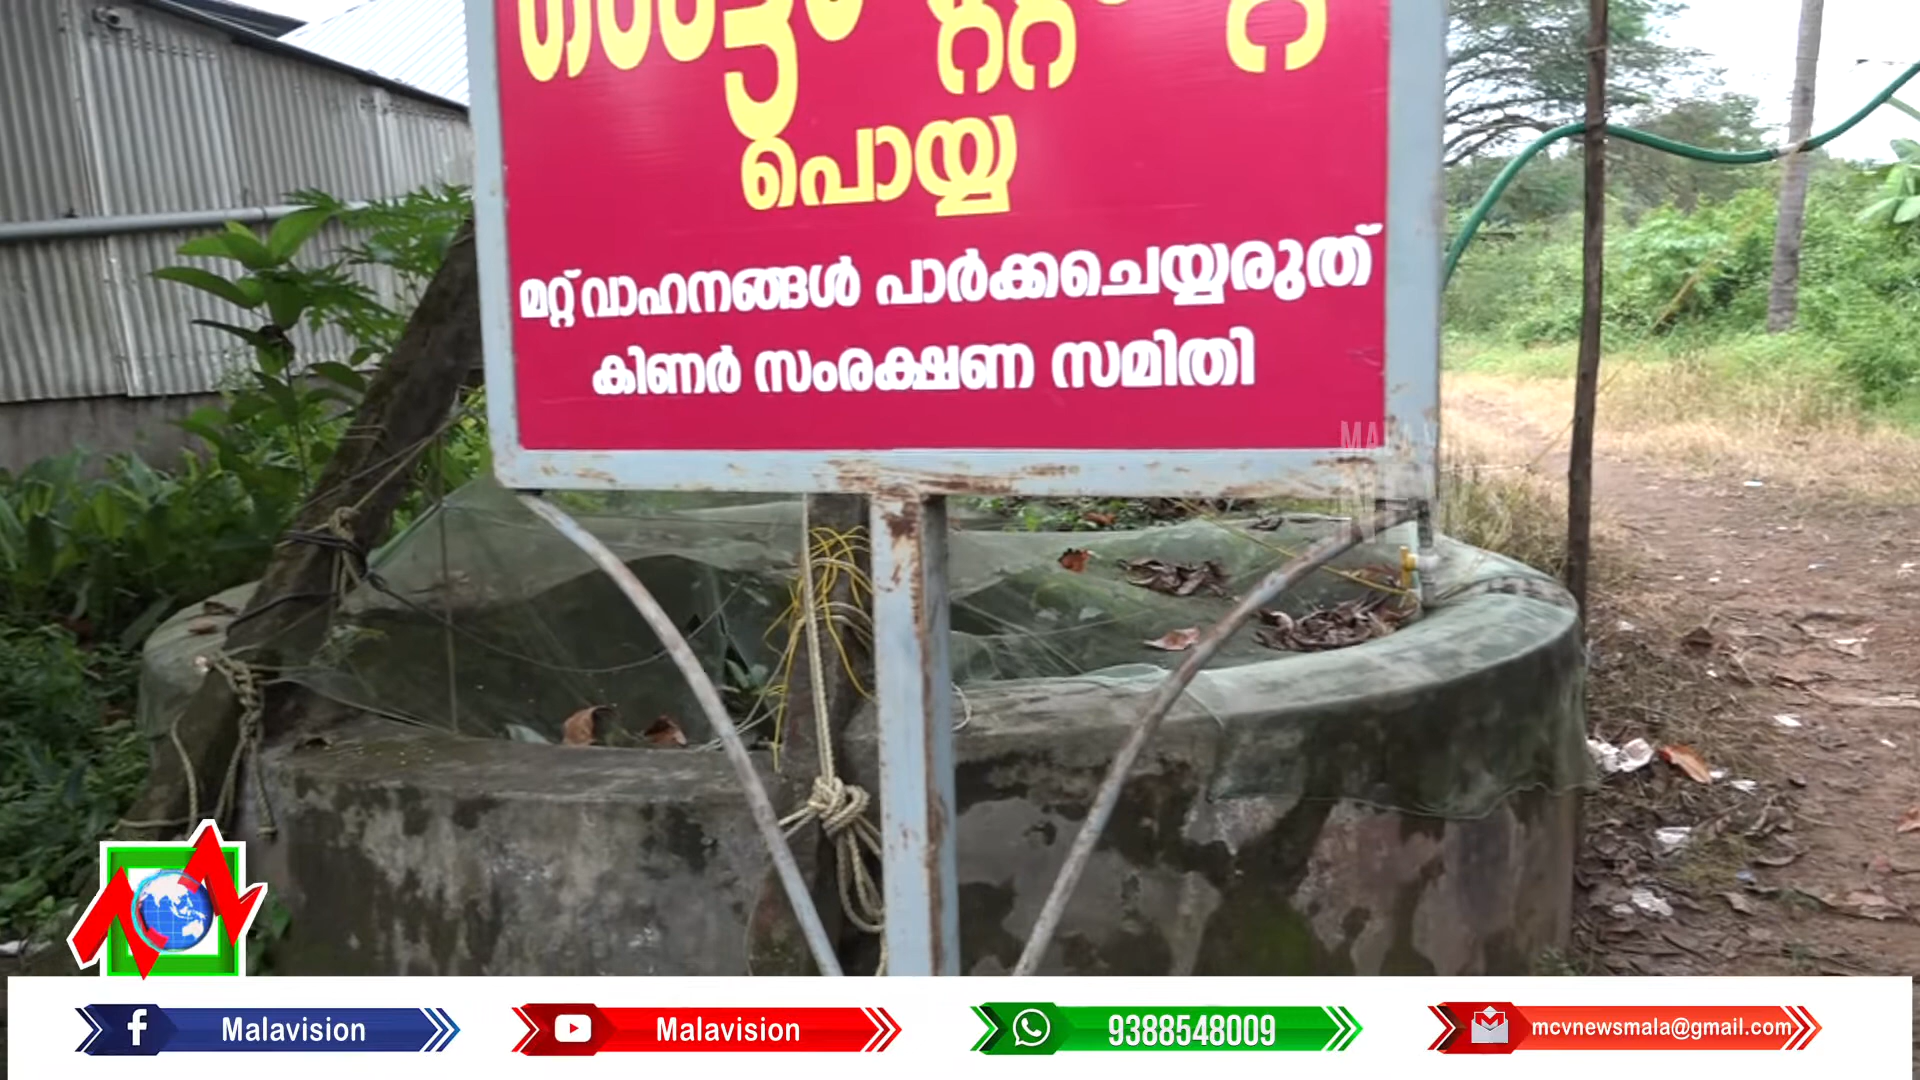 പൊയ്യ
മറ്റ് വാഹനങ്ങൾ പാർക്കചെയ്യരുത്
കിണർ സംരക്ഷണ സമിതി
Malavision
Malavision
9388548009
mcvnewsmala@gmail.com